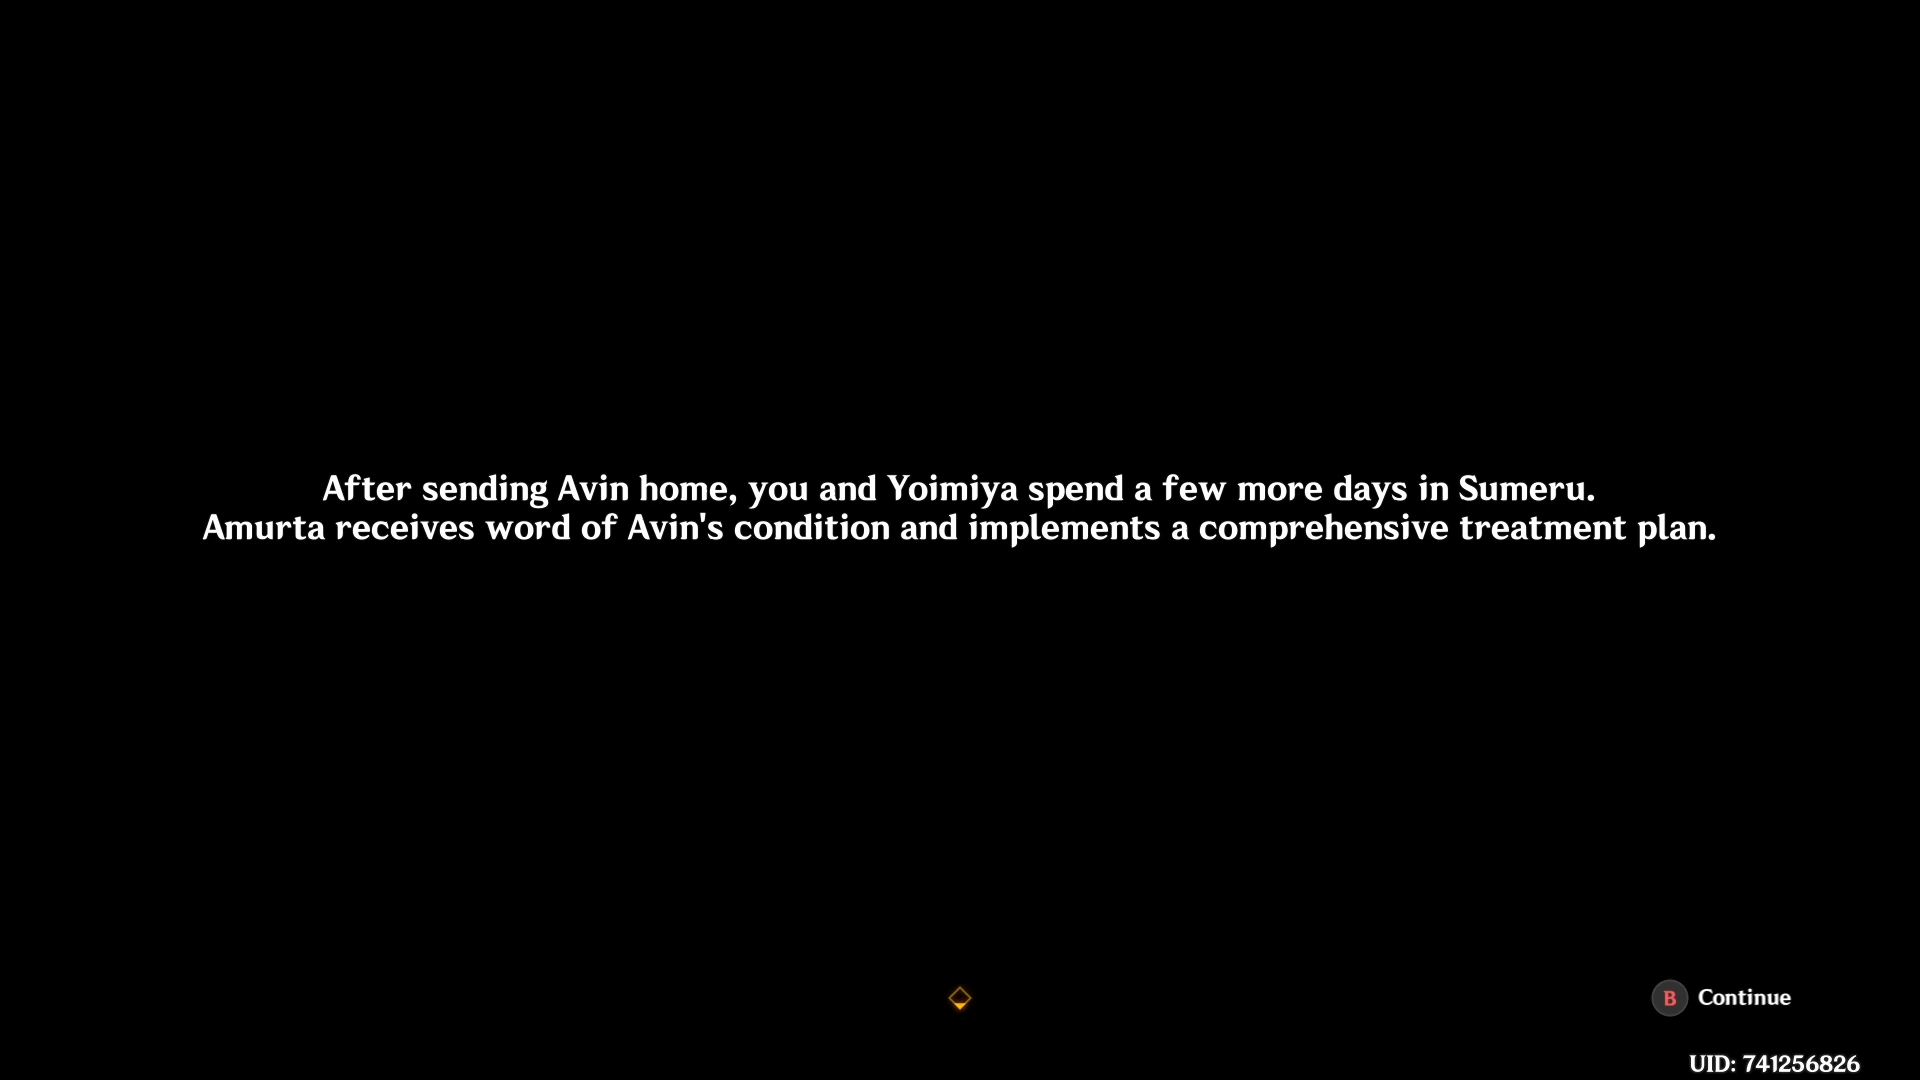 After sending Avin home, you and Yoimiya spend a few more days in Sumeru.
Amurta receives word of Avin's condition and implements a comprehensive treatment plan.
B Continue
UID: 741256826